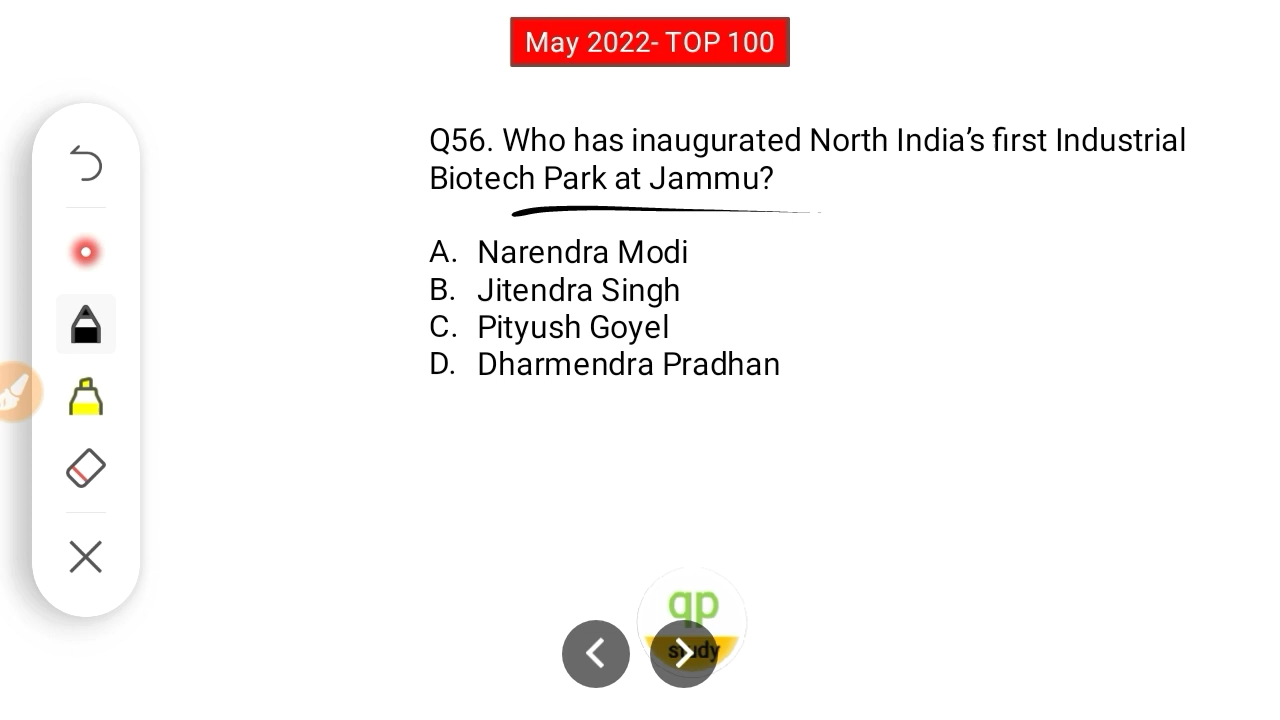 May 2022- TOP 100
Q56. Who has inaugurated North India’s first Industrial
Biotech Park at Jammu?
A. Narendra Modi
B. Jitendra Singh
C. Pityush Goyel
D. Dharmendra Pradhan
qp
study